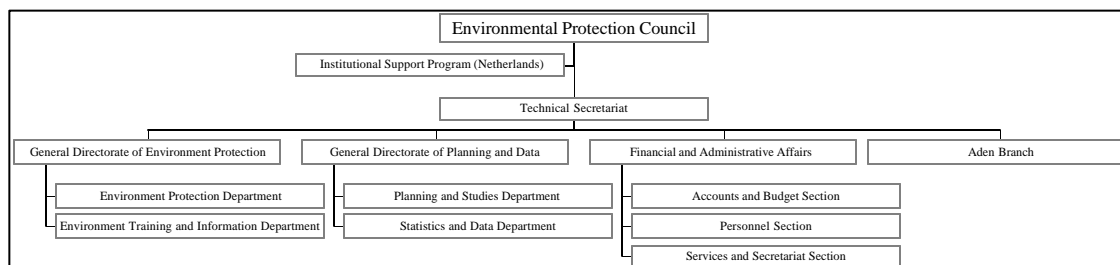 Environmental Protection Council
Institutional Support Program (Netherlands)
Technical Secretariat
General Directorate of Environment Protection
General Directorate of Planning and Data
Financial and Administrative Affairs
Aden Branch
Environment Protection Department
Planning and Studies Department
Accounts and Budget Section
Environment Training and Information Department
Statistics and Data Department
Personnel Section
Services and Secretariat Section